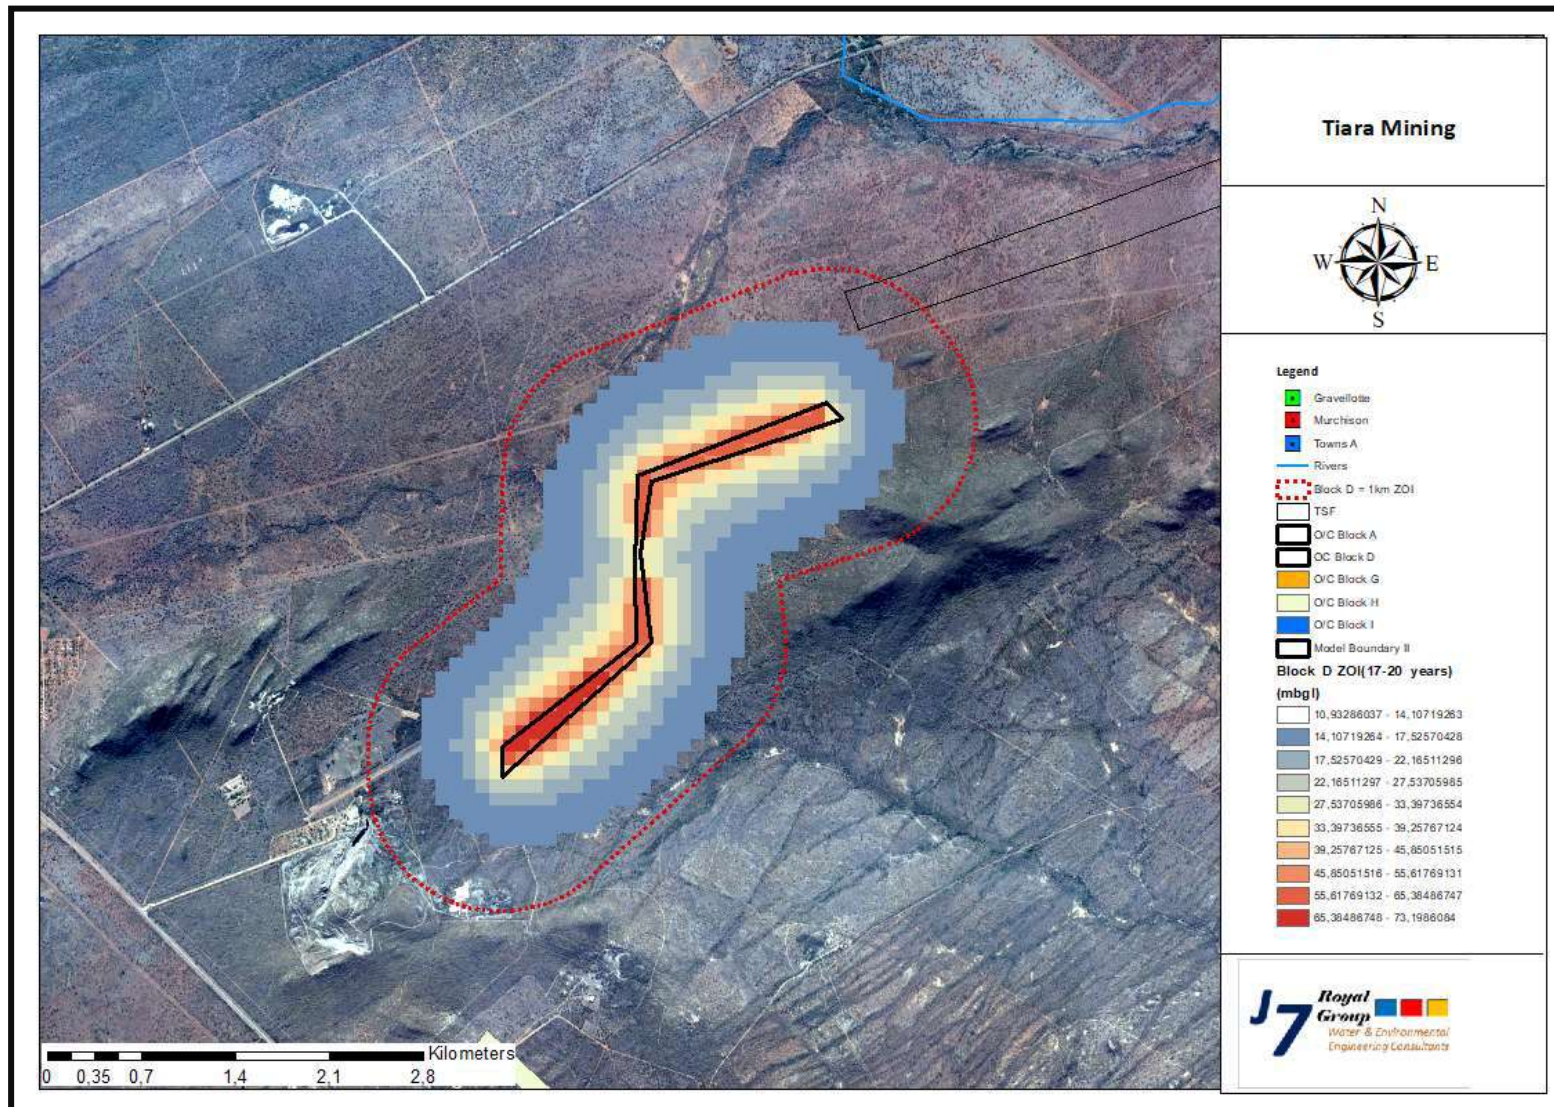 Tiara Mining
N
W E
S
Legend
Gravellotte
Murchison
Towns A
Rivers
Block D = 1km ZOI
TSF
O/C Block A
OC Block D
O/C Block G
O/C Block H
O/C Block I
Model Boundary II
Block D ZOI(17-20 years)
(mbgl)
10,93286037 - 14,10719263
14,10719264 - 17,52570428
17,52570429 - 22,16511296
22,16511297 - 27,53705985
27,53705986 - 33,39736554
33,39736555 - 39,25767124
39,25767125 - 45,85051515
45,85051516 - 55,61769131
55,61769132 - 65,38486747
65,38486748 - 73,1986084
J7 Royal
Group
Water & Environmental
Engineering Consultants
Kilometers
0 0,35 0,7 1,4 2,1 2,8